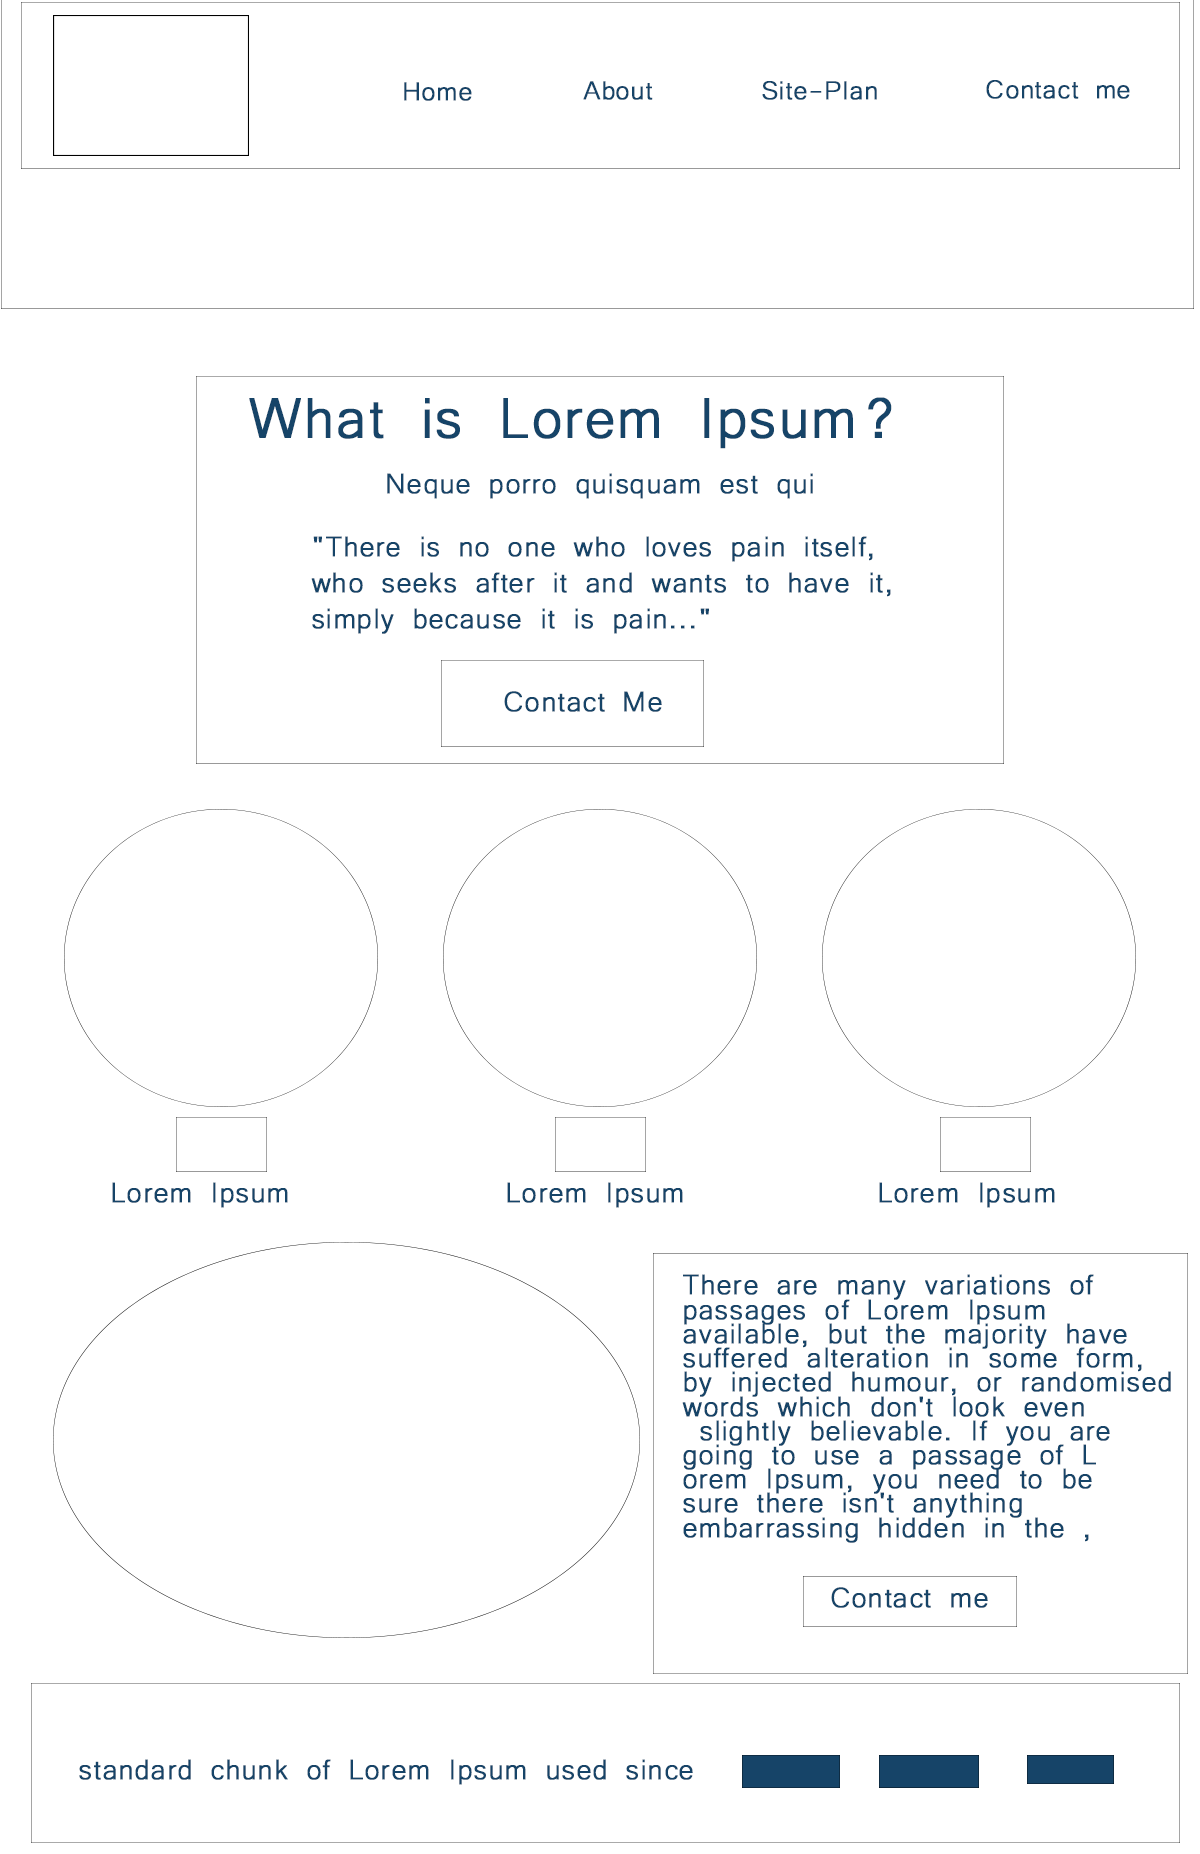 Home About Site-Plan Contact me
What is Lorem Ipsum?
Neque porro quisquam est qui
"There is no one who loves pain itself,
who seeks after it and wants to have it,
simply because it is pain..."
Contact Me
Lorem Ipsum Lorem Ipsum Lorem Ipsum
There are many variations of
passages of Lorem Ipsum
available, but the majority have
suffered alteration in some form,
by injected humour, or randomised
words which don't look even
slightly believable. If you are
going to use a passage of L
orem Ipsum, you need to be
sure there isn't anything
embarrassing hidden in the ,
Contact me
standard chunk of Lorem Ipsum used since